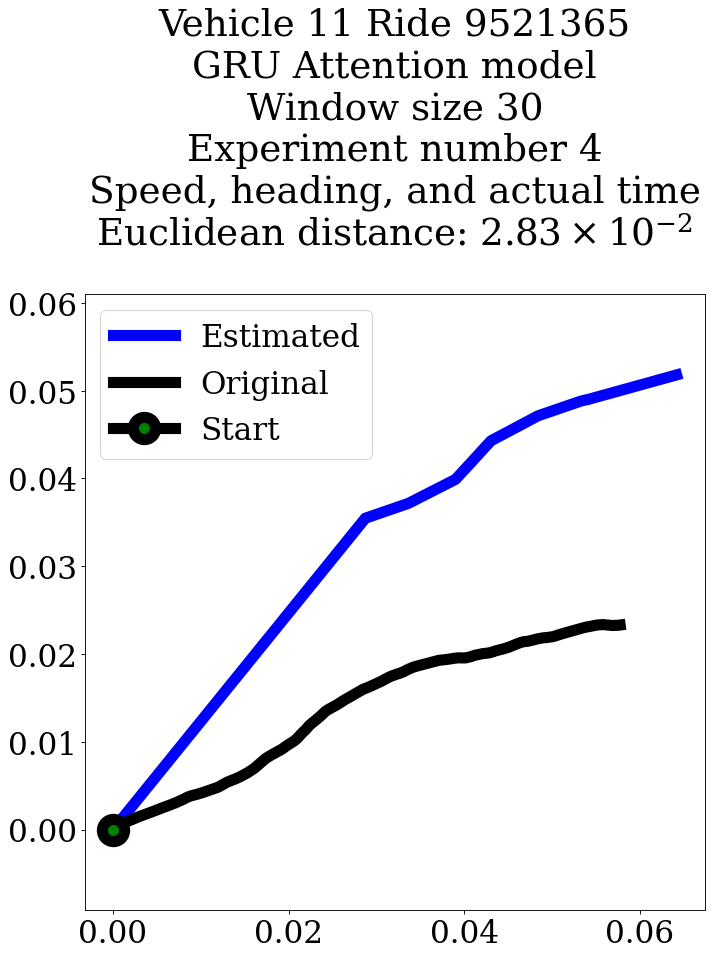 Vehicle 11 Ride 9521365
GRU Attention model
Window size 30
Experiment number 4
Speed, heading, and actual time
Euclidean distance: 2.83 × 10⁻²
0.06
Estimated
Original
Start
0.05
0.04
0.03
0.02
0.01
0.00
0.00 0.02 0.04 0.06